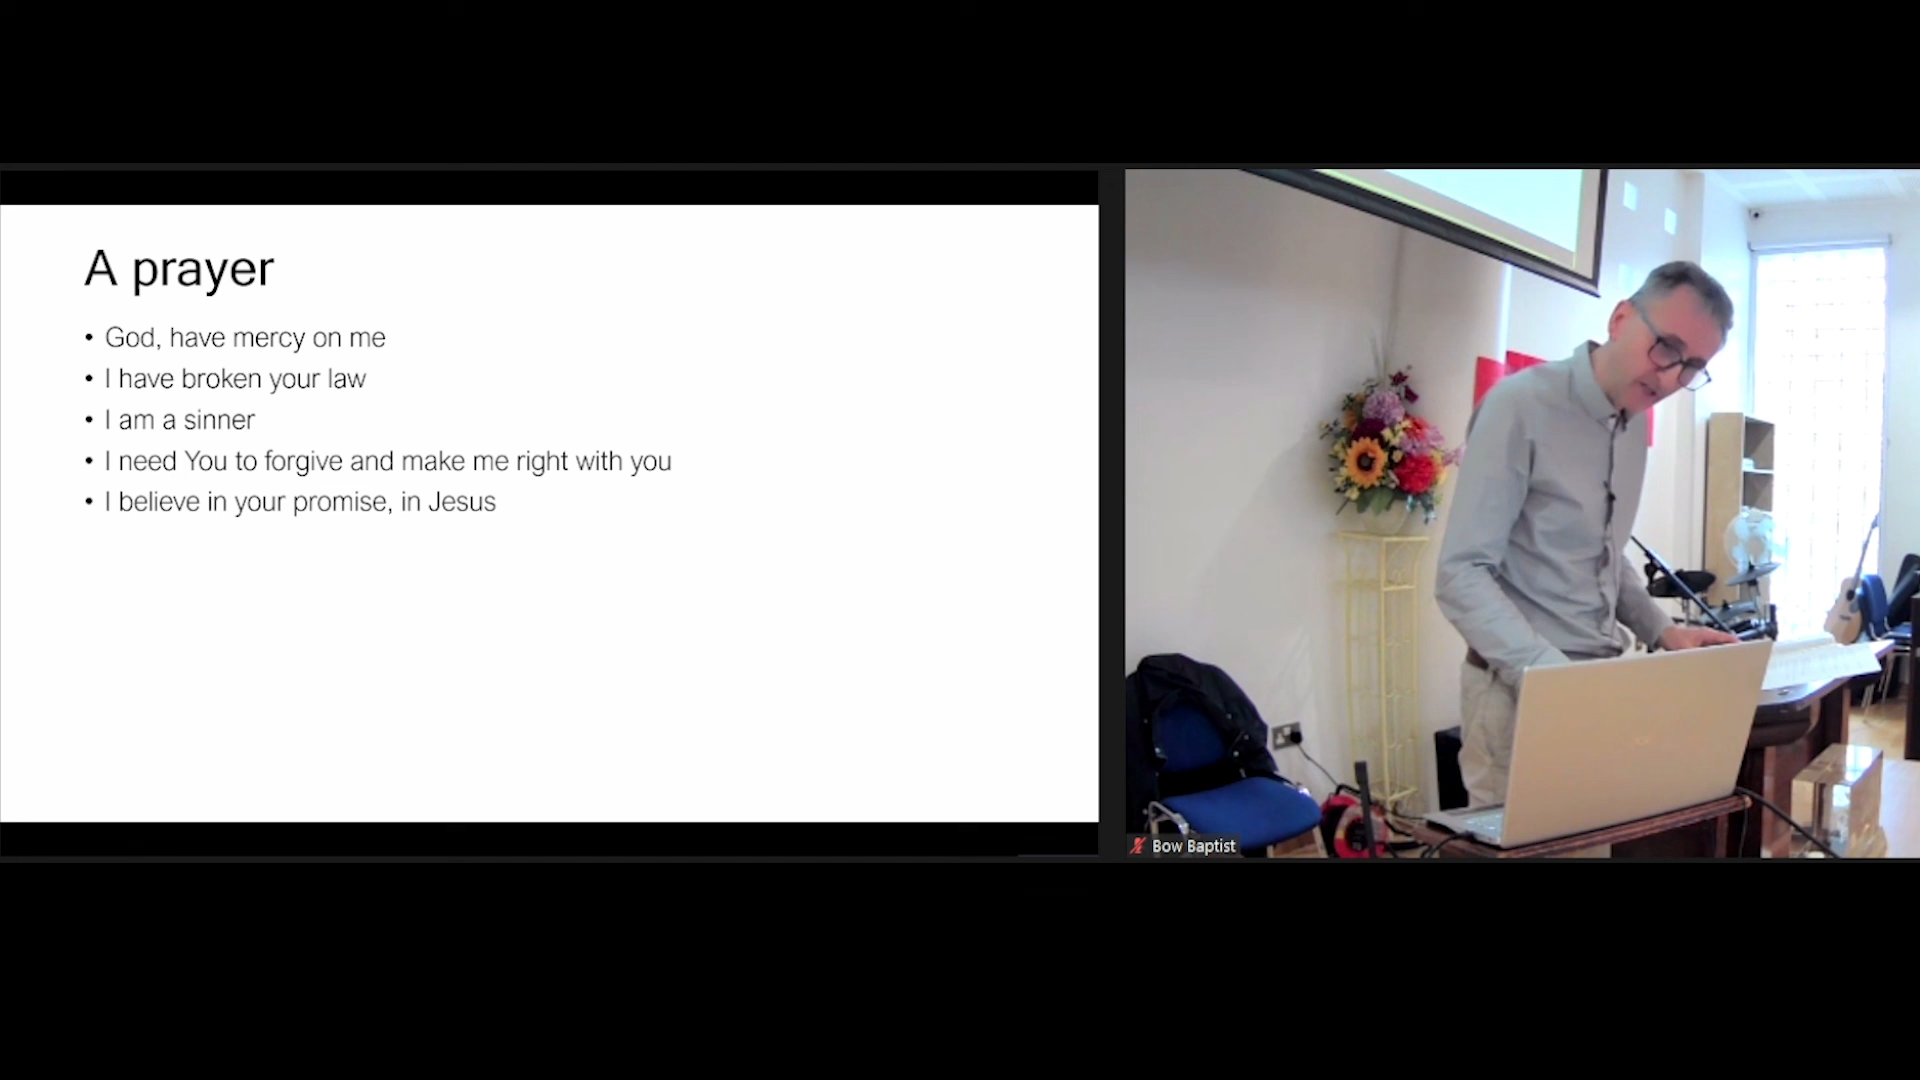 A prayer
• God, have mercy on me
• I have broken your law
• I am a sinner
• I need You to forgive and make me right with you
• I believe in your promise, in Jesus
Bow Baptist